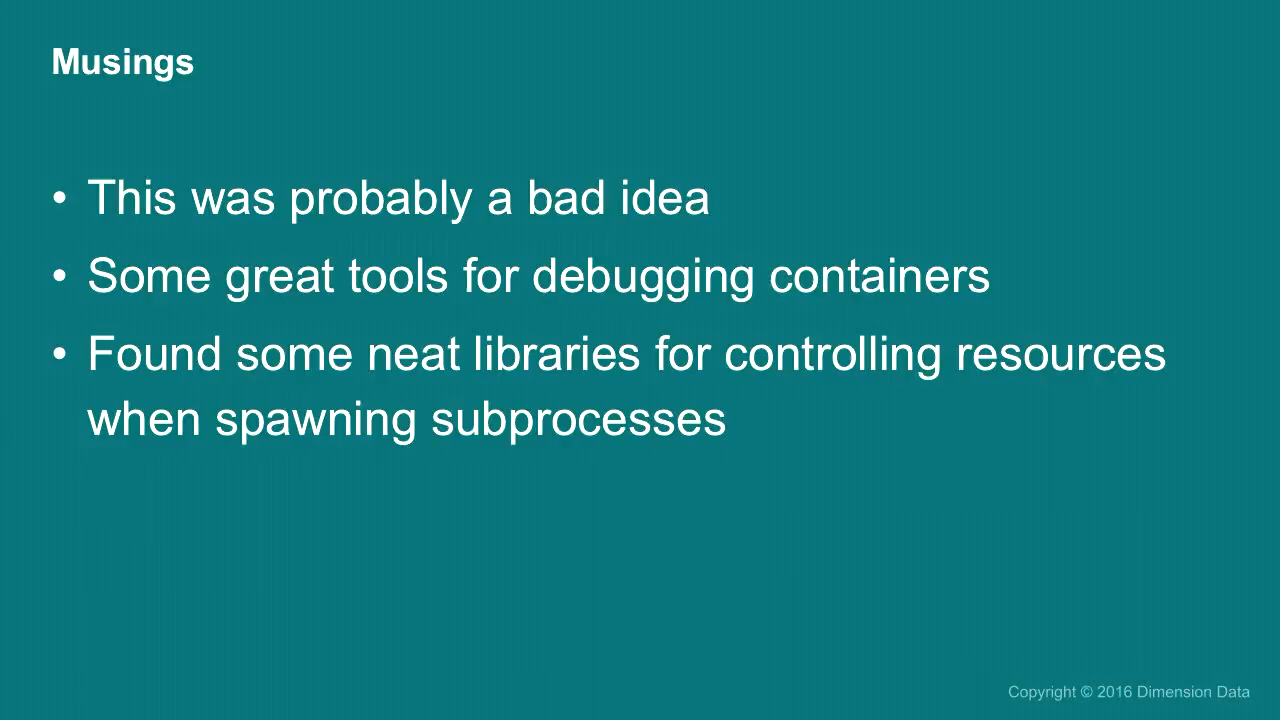 Musings
• This was probably a bad idea
• Some great tools for debugging containers
• Found some neat libraries for controlling resources
when spawning subprocesses
Copyright © 2016 Dimension Data